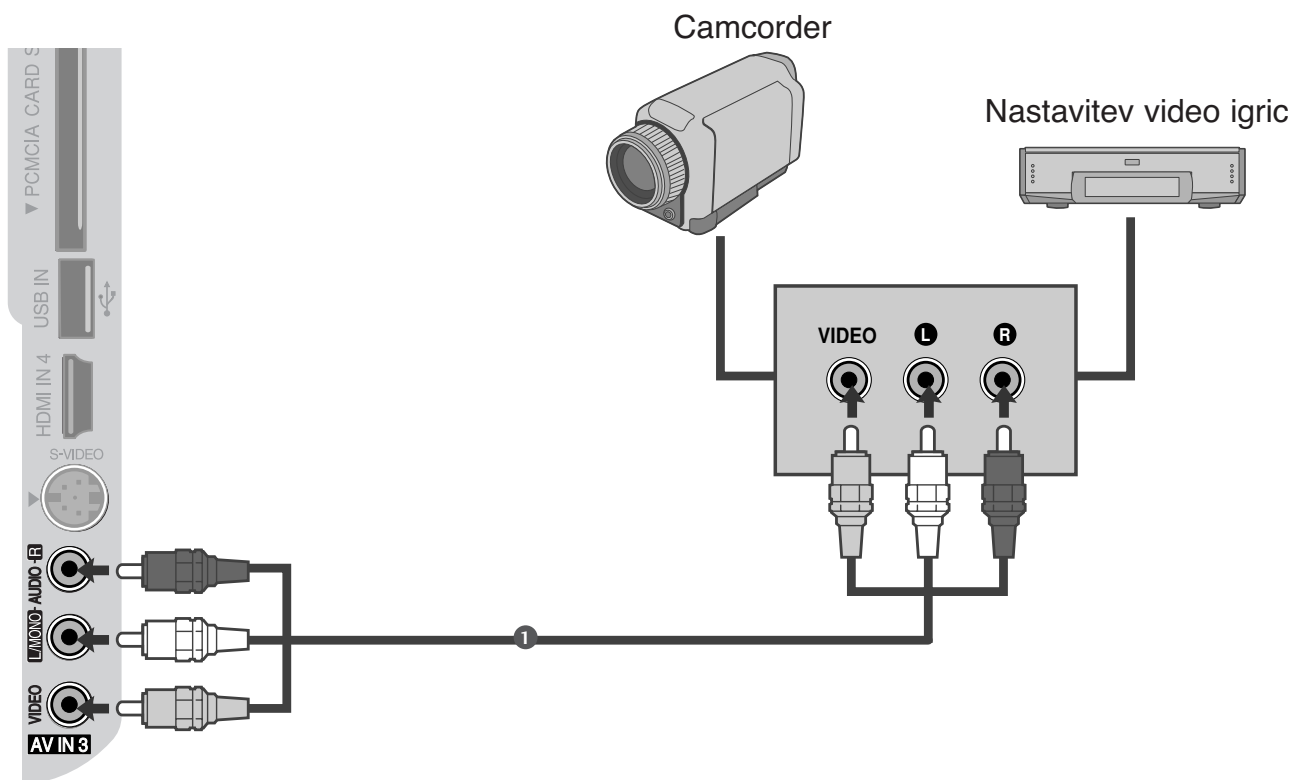 Camcorder
Nastavitev video igric
▼ PCMCIA CARD
USB IN
HDMI IN 4
S-VIDEO
L/MONO - AUDIO - R
VIDEO
AV IN 3
VIDEO L R
1